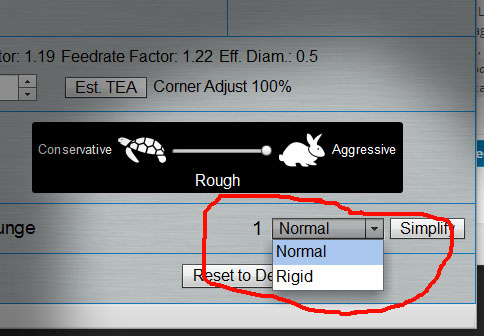 tor: 1.19 Feedrate Factor: 1.22 Eff. Diam.: 0.5
Est. TEA Corner Adjust 100%
Conservative Aggressive
Rough
unge 1 Normal Simplify
Normal
Rigid
Reset to De